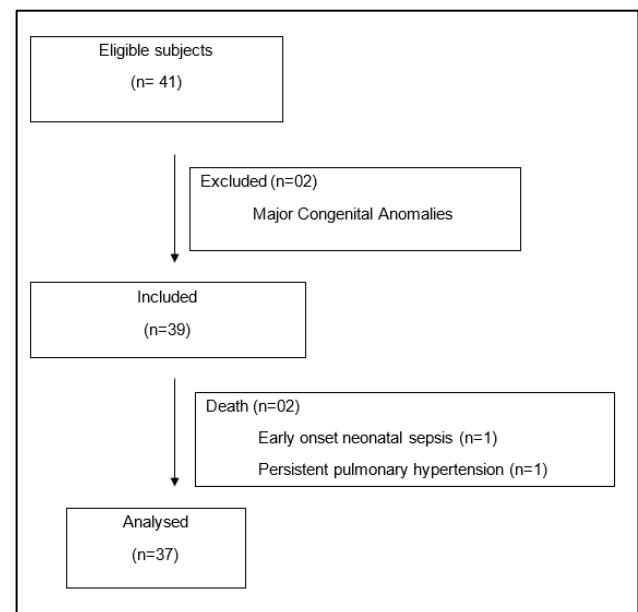 Eligible subjects
(n= 41)
Excluded (n=02)
Major Congenital Anomalies
Included
(n=39)
Death (n=02)
Early onset neonatal sepsis (n=1)
Persistent pulmonary hypertension (n=1)
Analysed
(n=37)